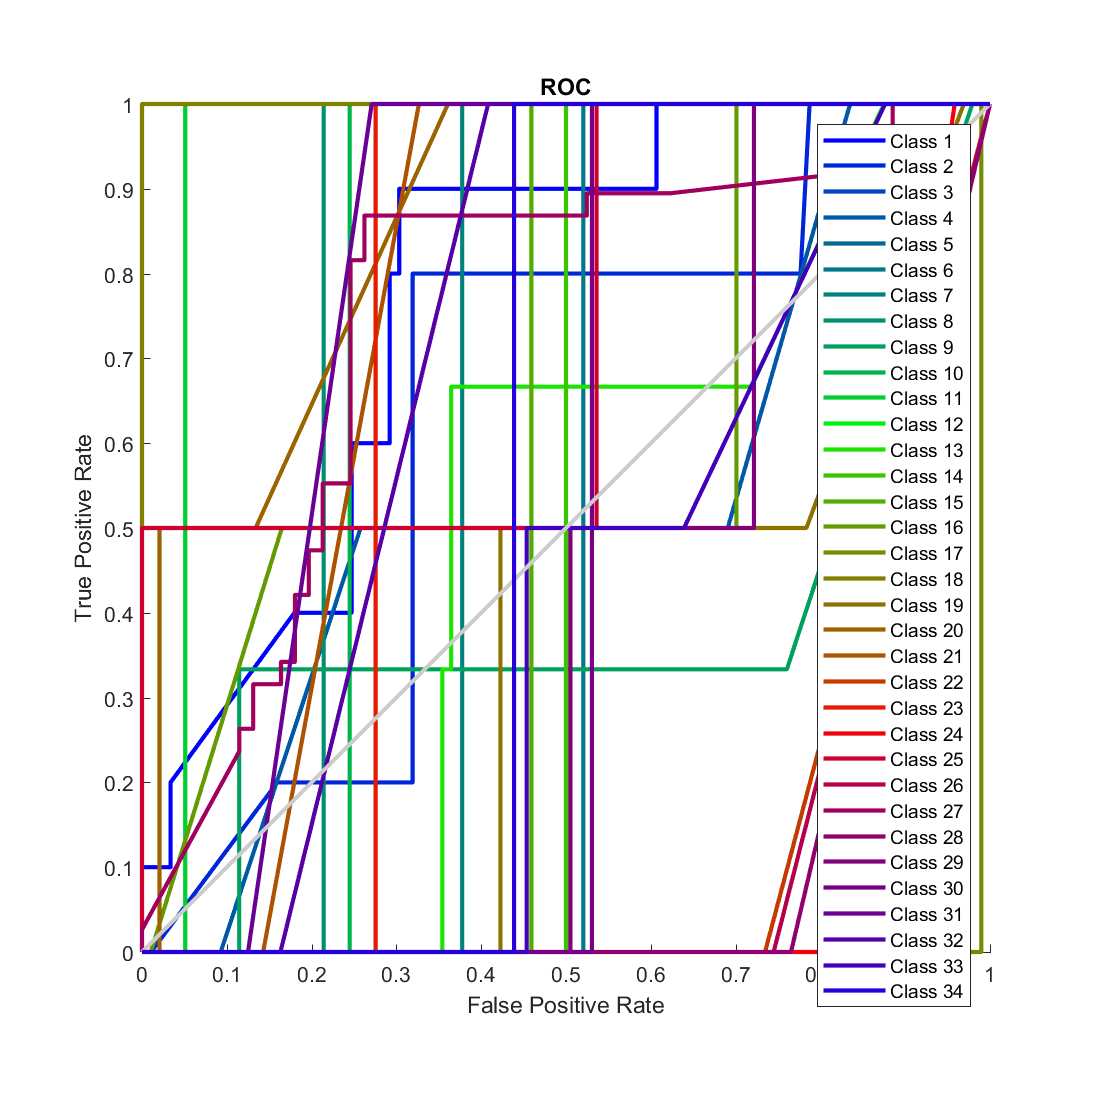 ROC
1
0.9
0.8
0.7
0.6
0.5
0.4
0.3
0.2
0.1
0
True Positive Rate
0 0.1 0.2 0.3 0.4 0.5 0.6 0.7 0 1
False Positive Rate
Class 1
Class 2
Class 3
Class 4
Class 5
Class 6
Class 7
Class 8
Class 9
Class 10
Class 11
Class 12
Class 13
Class 14
Class 15
Class 16
Class 17
Class 18
Class 19
Class 20
Class 21
Class 22
Class 23
Class 24
Class 25
Class 26
Class 27
Class 28
Class 29
Class 30
Class 31
Class 32
Class 33
Class 34